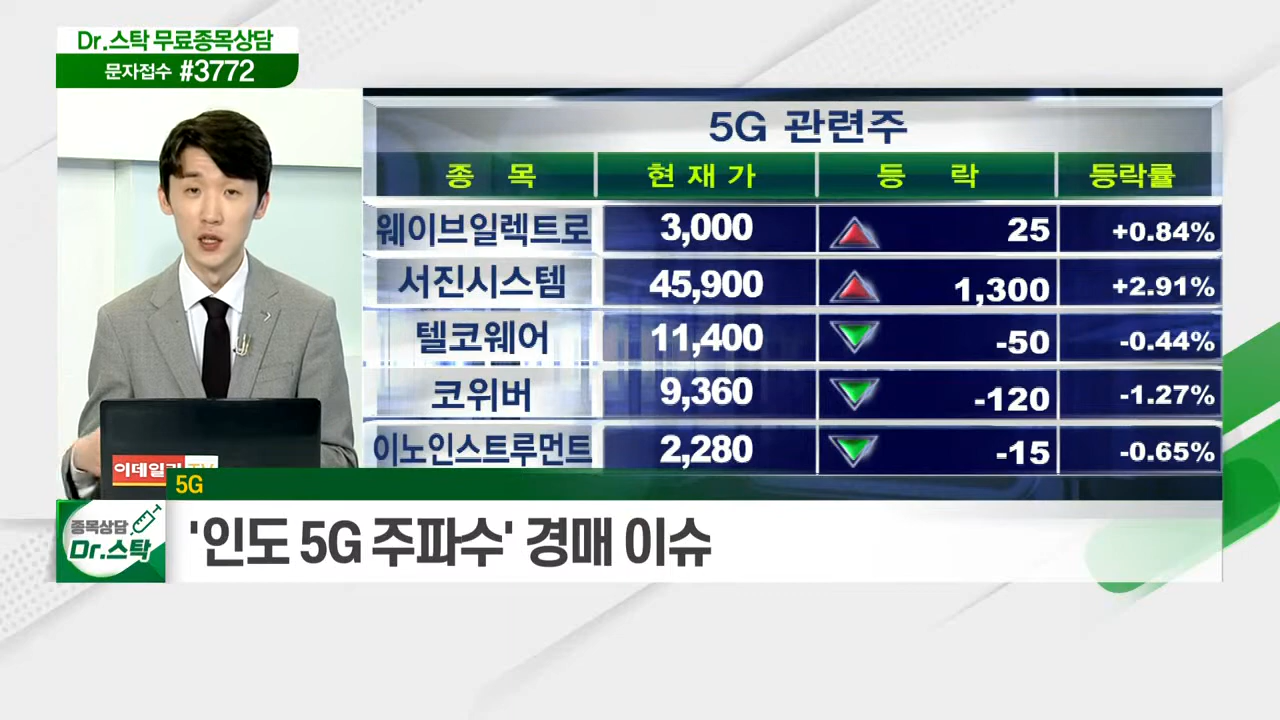 Dr.스탁 무료종목상담
문자접수 #3772
5G 관련주
종 목 현재가 등 락 등락률
웨이브일렉트로 3,000 25 +0.84%
서진시스템 45,900 1,300 +2.91%
텔코웨어 11,400 -50 -0.44%
코위버 9,360 -120 -1.27%
이노인스트루먼트 2,280 -15 -0.65%
이데일리 TV
5G
종목상담
Dr.스탁
'인도 5G 주파수' 경매 이슈